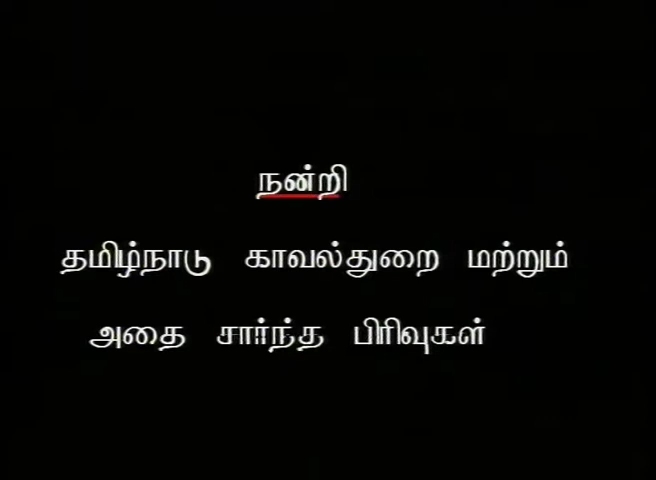 நன்றி
தமிழ்நாடு காவல்துறை மற்றும்
அதை சார்ந்த பிரிவுகள்